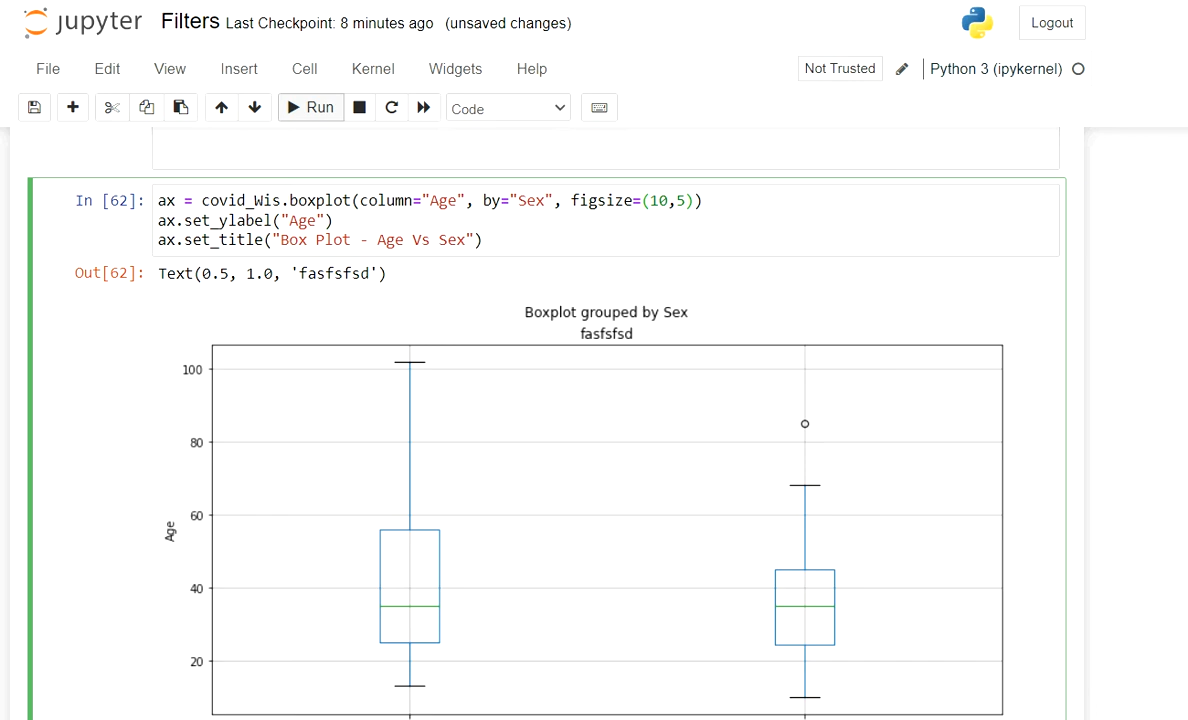 jupyter Filters Last Checkpoint: 8 minutes ago (unsaved changes) Logout
File Edit View Insert Cell Kernel Widgets Help Not Trusted Python 3 (ipykernel)
Run Code
In [62]: ax = covid_Wis.boxplot(column="Age", by="Sex", figsize=(10,5))
ax.set_ylabel("Age")
ax.set_title("Box Plot - Age Vs Sex")
Out[62]: Text(0.5, 1.0, 'fasfsfsd')
Boxplot grouped by Sex
fasfsfsd
100
80
60
Age
40
20